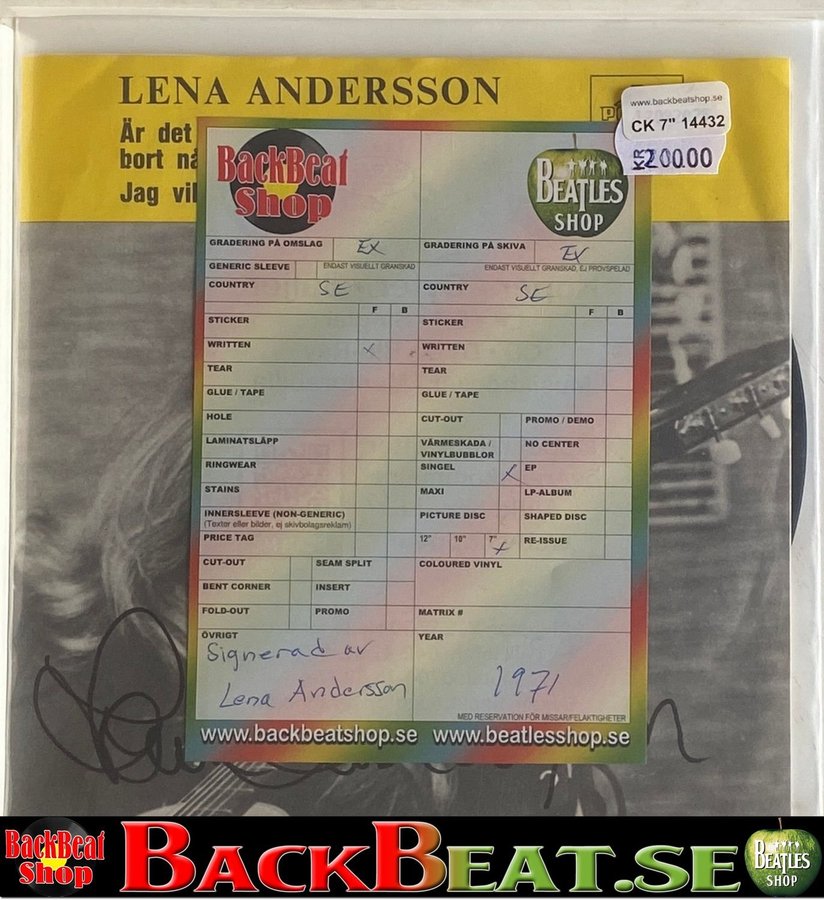 LENA ANDERSSON
Är det
bort nå
Jag vil
www.backbeatshop.se
CK 7" 14432
KR 200.00
BackBeat
Shop
BEATLES
SHOP
GRADERING PÅ OMSLAG EX
GRADERING PÅ SKIVA EX
GENERIC SLEEVE ENDAST VISUELLT GRANSKAD
ENDAST VISUELLT GRANSKAD, EJ PROVSPELAD
COUNTRY SE
COUNTRY SE
F B
F B
STICKER
STICKER
WRITTEN X
WRITTEN
TEAR
TEAR
GLUE / TAPE
GLUE / TAPE
HOLE
CUT-OUT PROMO / DEMO
LAMINATSLÄPP
VÄRMESKADA /
VINYLBUBBLOR NO CENTER
RINGWEAR
SINGEL X EP
STAINS
MAXI LP-ALBUM
INNERSLEEVE (NON-GENERIC)
(Texter eller bilder, ej skivbolagsreklam)
PICTURE DISC SHAPED DISC
PRICE TAG
12" 10" 7" X RE-ISSUE
CUT-OUT SEAM SPLIT
COLOURED VINYL
BENT CORNER INSERT
FOLD-OUT PROMO
MATRIX #
ÖVRIGT
Signerad av
Lena Andersson
YEAR
1971
MED RESERVATION FÖR MISSAR/FELAKTIGHETER
www.backbeatshop.se www.beatlesshop.se
BackBeat
Shop
BACKBEAT.SE
BEATLES
SHOP